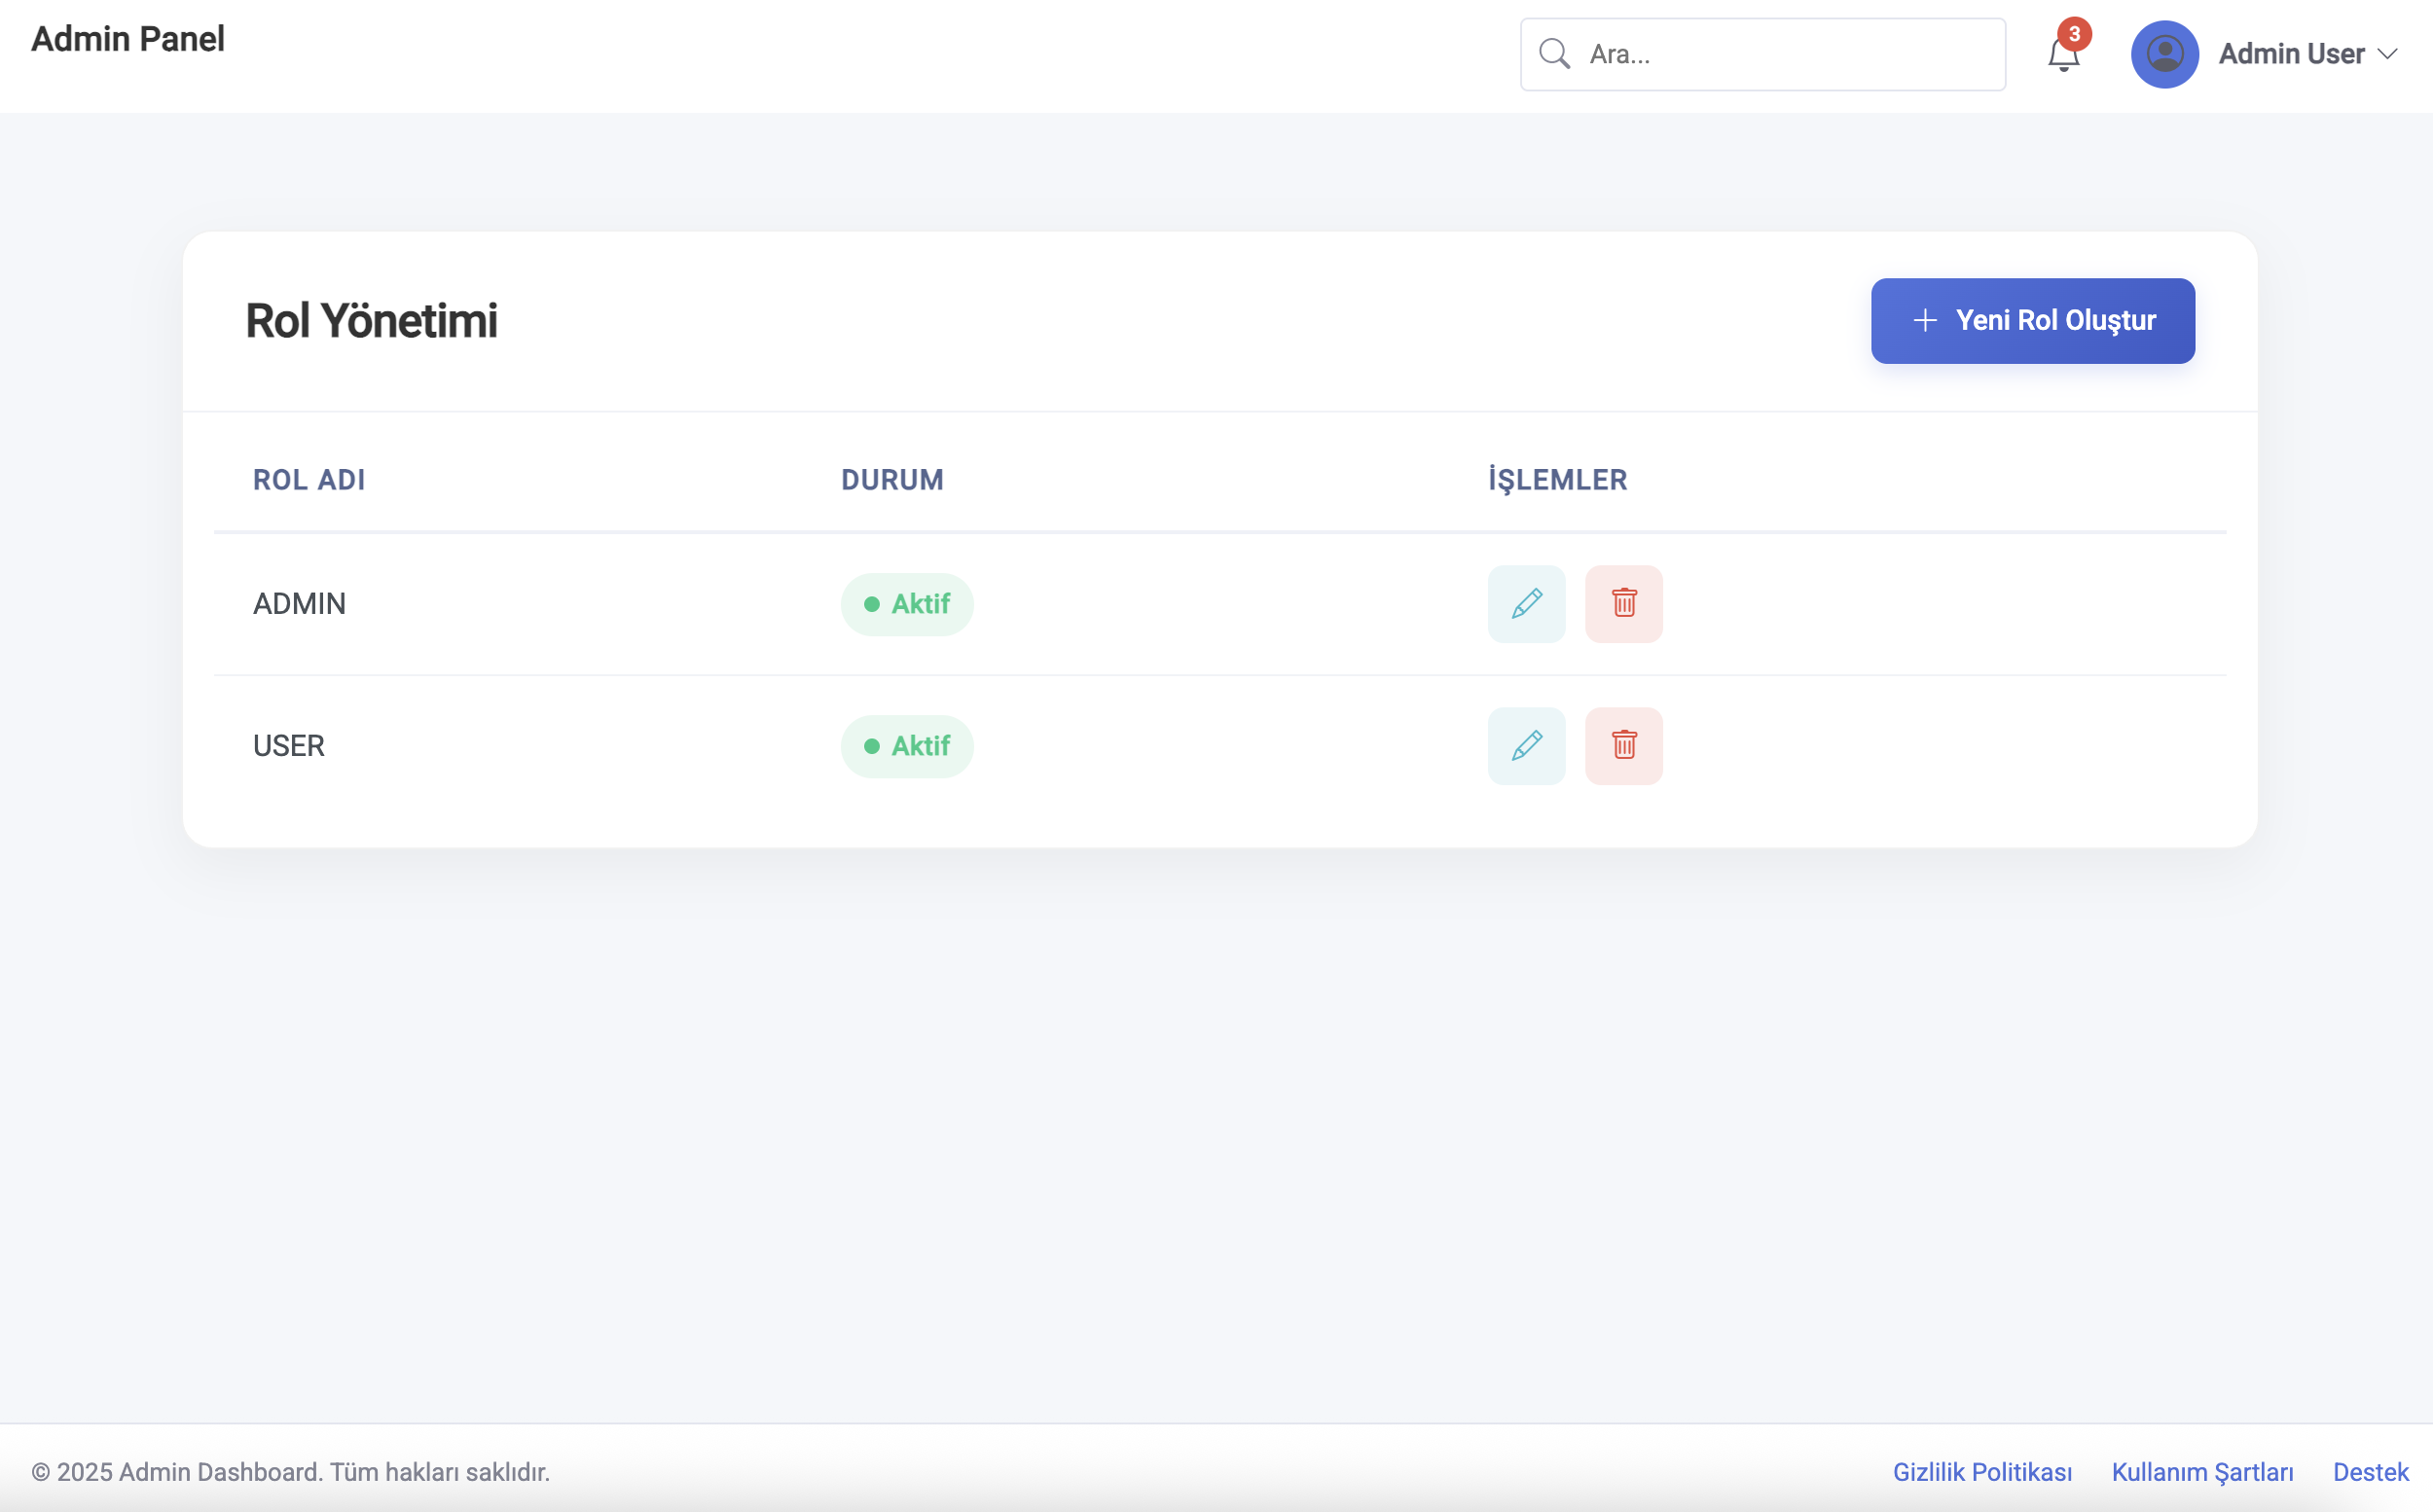 Admin Panel
Ara...
3
Admin User
Rol Yönetimi
Yeni Rol Oluştur
ROL ADI DURUM İŞLEMLER
ADMIN Aktif
USER Aktif
© 2025 Admin Dashboard. Tüm hakları saklıdır.
Gizlilik Politikası Kullanım Şartları Destek